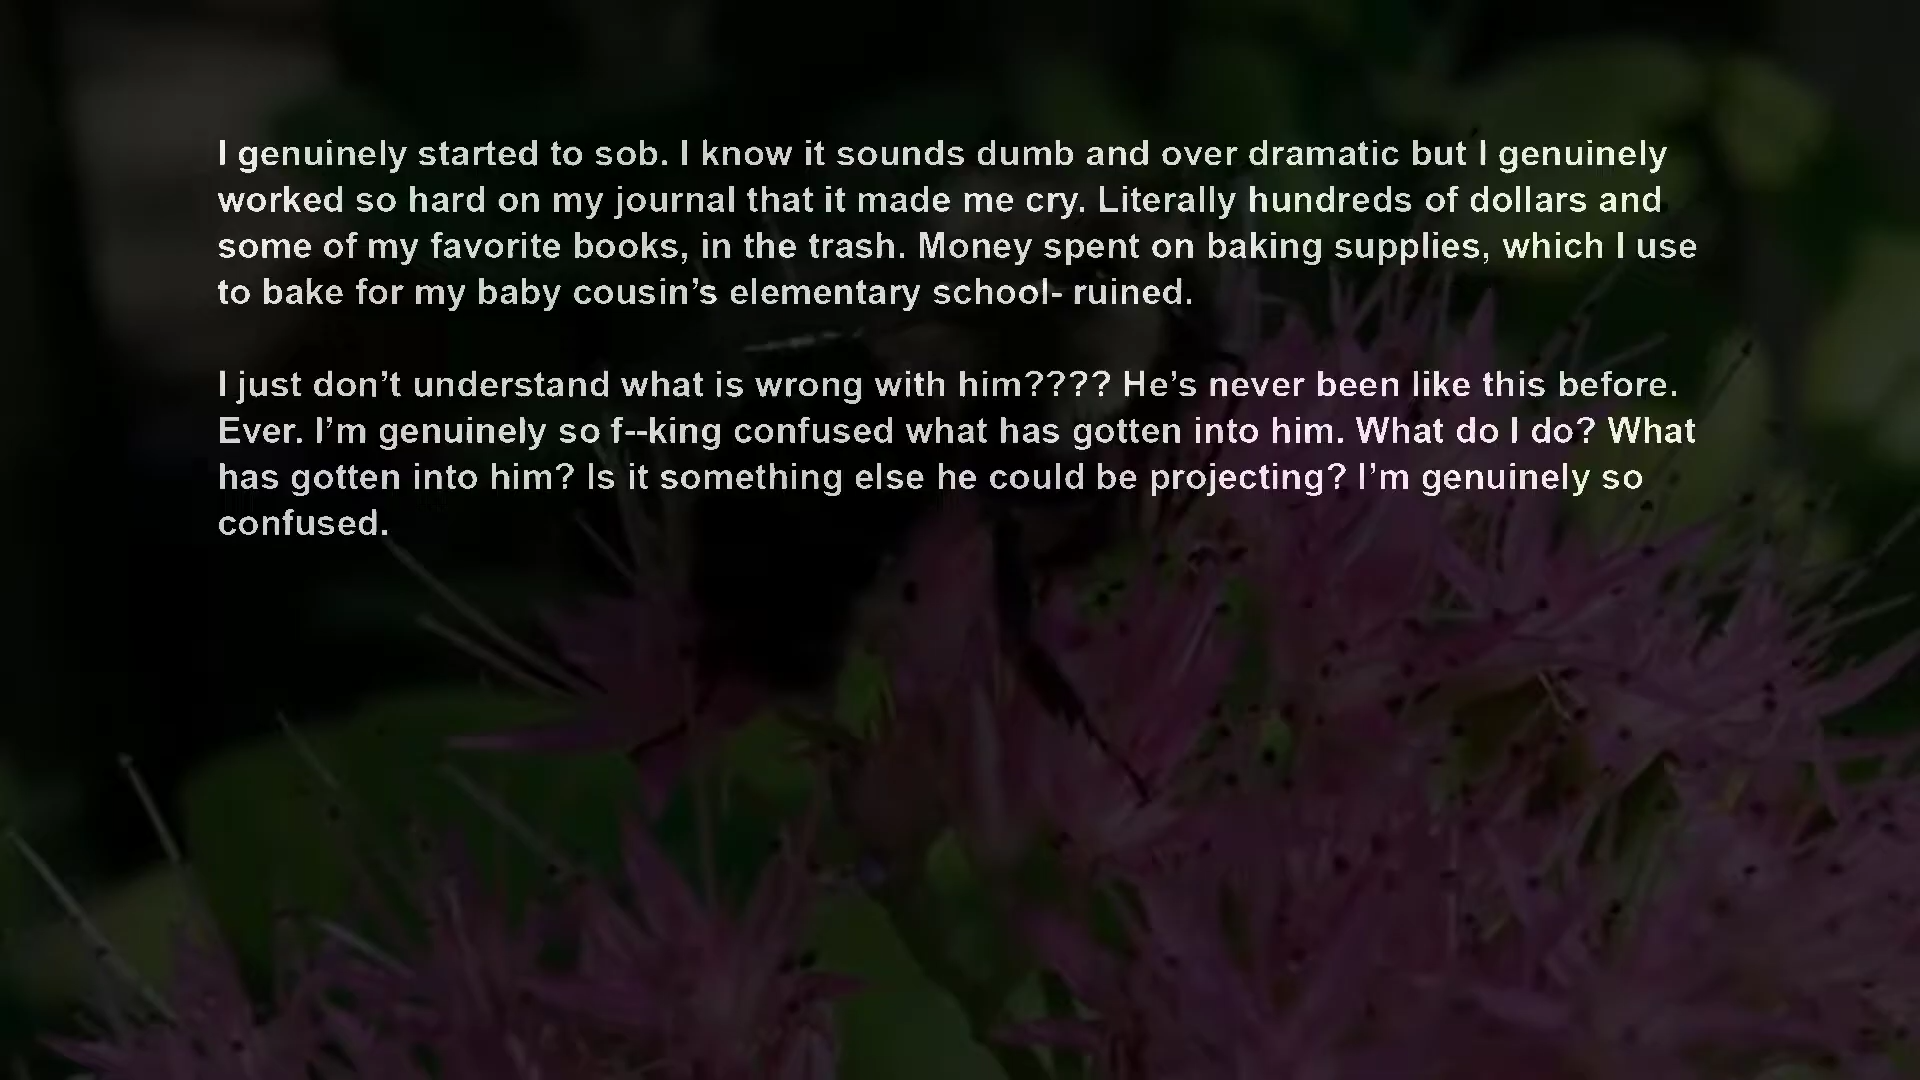 I genuinely started to sob. I know it sounds dumb and over dramatic but I genuinely
worked so hard on my journal that it made me cry. Literally hundreds of dollars and
some of my favorite books, in the trash. Money spent on baking supplies, which I use
to bake for my baby cousin’s elementary school- ruined.
I just don’t understand what is wrong with him???? He’s never been like this before.
Ever. I’m genuinely so f--king confused what has gotten into him. What do I do? What
has gotten into him? Is it something else he could be projecting? I’m genuinely so
confused.